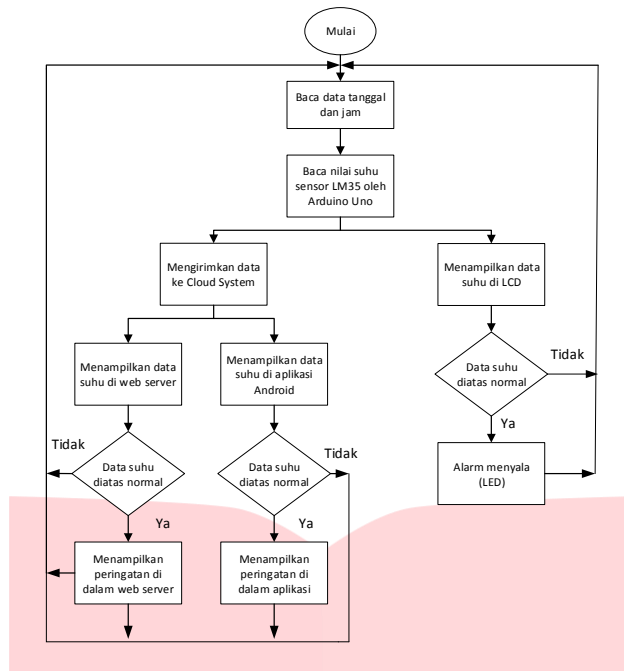 Mulai
Baca data tanggal
dan jam
Baca nilai suhu
sensor LM35 oleh
Arduino Uno
Mengirimkan data
ke Cloud System
Menampilkan data
suhu di LCD
Menampilkan data
suhu di web server
Menampilkan data
suhu di aplikasi
Android
Data suhu
diatas normal
Tidak
Ya
Alarm menyala
(LED)
Tidak
Data suhu
diatas normal
Ya
Data suhu
diatas normal
Tidak
Ya
Menampilkan
peringatan di
dalam web server
Menampilkan
peringatan di
dalam aplikasi